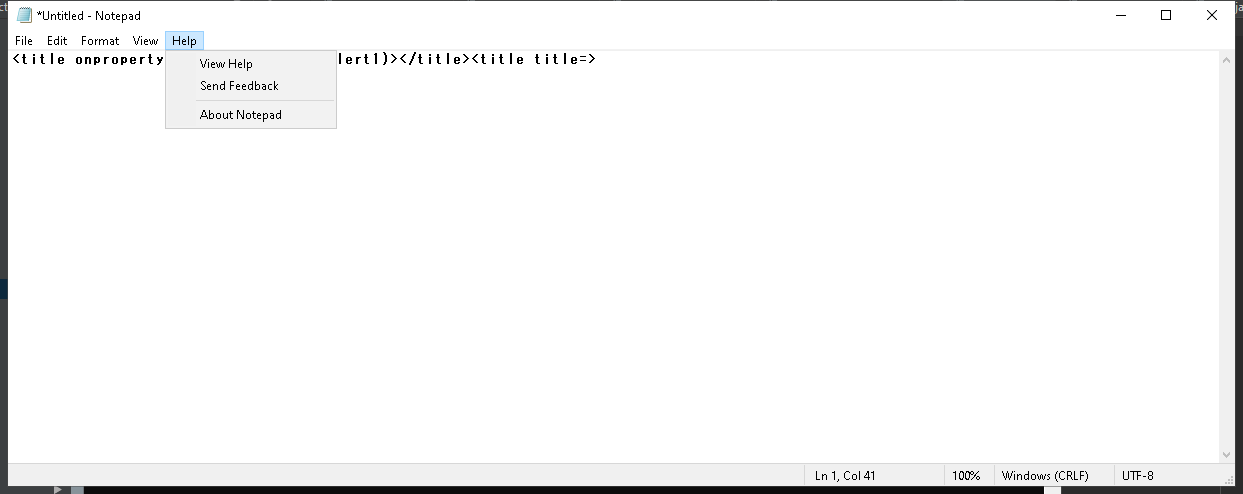 *Untitled - Notepad
File Edit Format View Help
<title onproperty lert1)></title><title title=>
View Help
Send Feedback
About Notepad
Ln 1, Col 41 100% Windows (CRLF) UTF-8